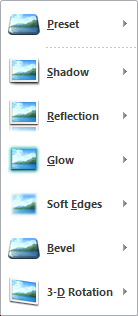 Preset
Shadow
Reflection
Glow
Soft Edges
Bevel
3-D Rotation